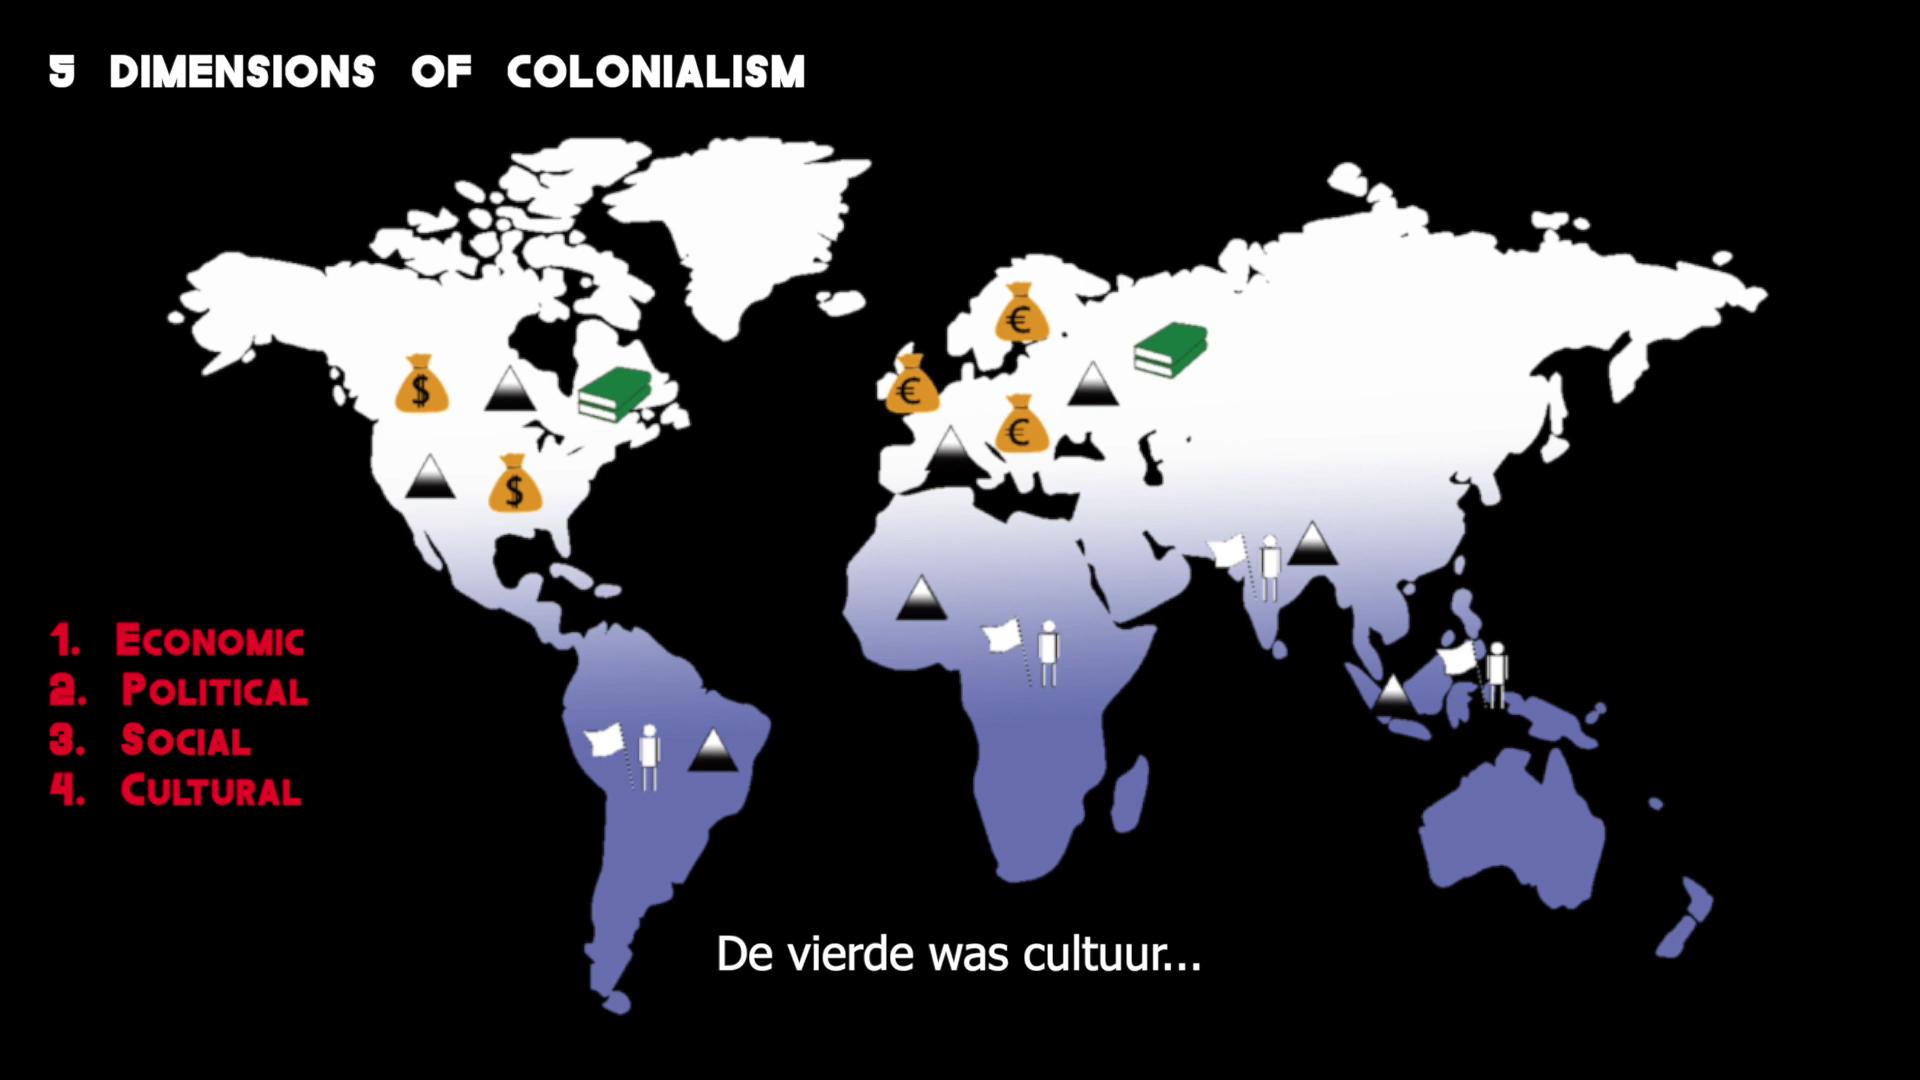 5 DIMENSIONS OF COLONIALISM
$
€
€
$
€
$
1. ECONOMIC
2. POLITICAL
3. SOCIAL
4. CULTURAL
De vierde was cultuur...